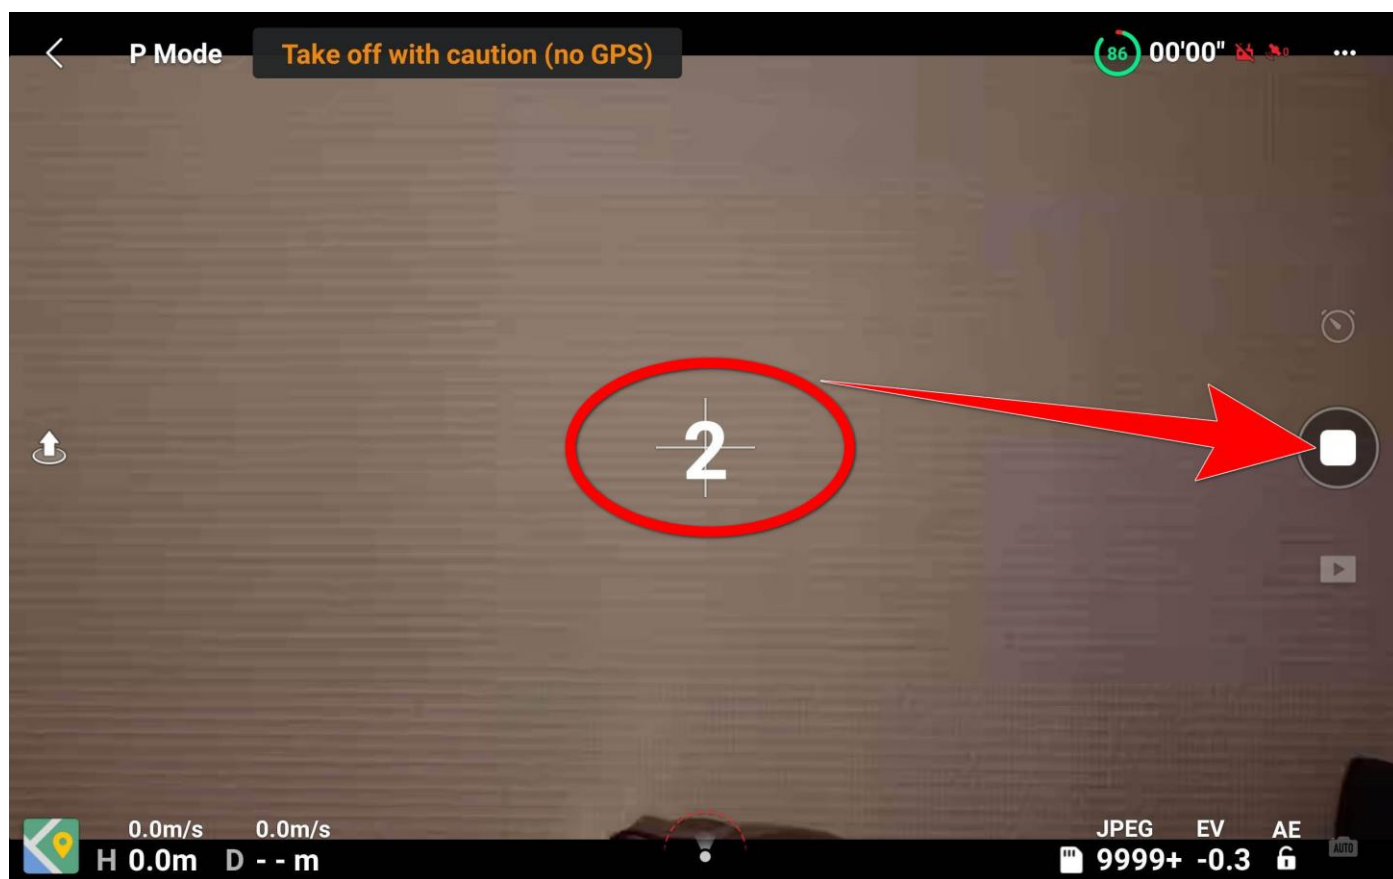 P Mode
Take off with caution (no GPS)
86
00'00"
0
2
0.0m/s 0.0m/s
H 0.0m D - - m
JPEG EV AE
9999+ -0.3
AUTO